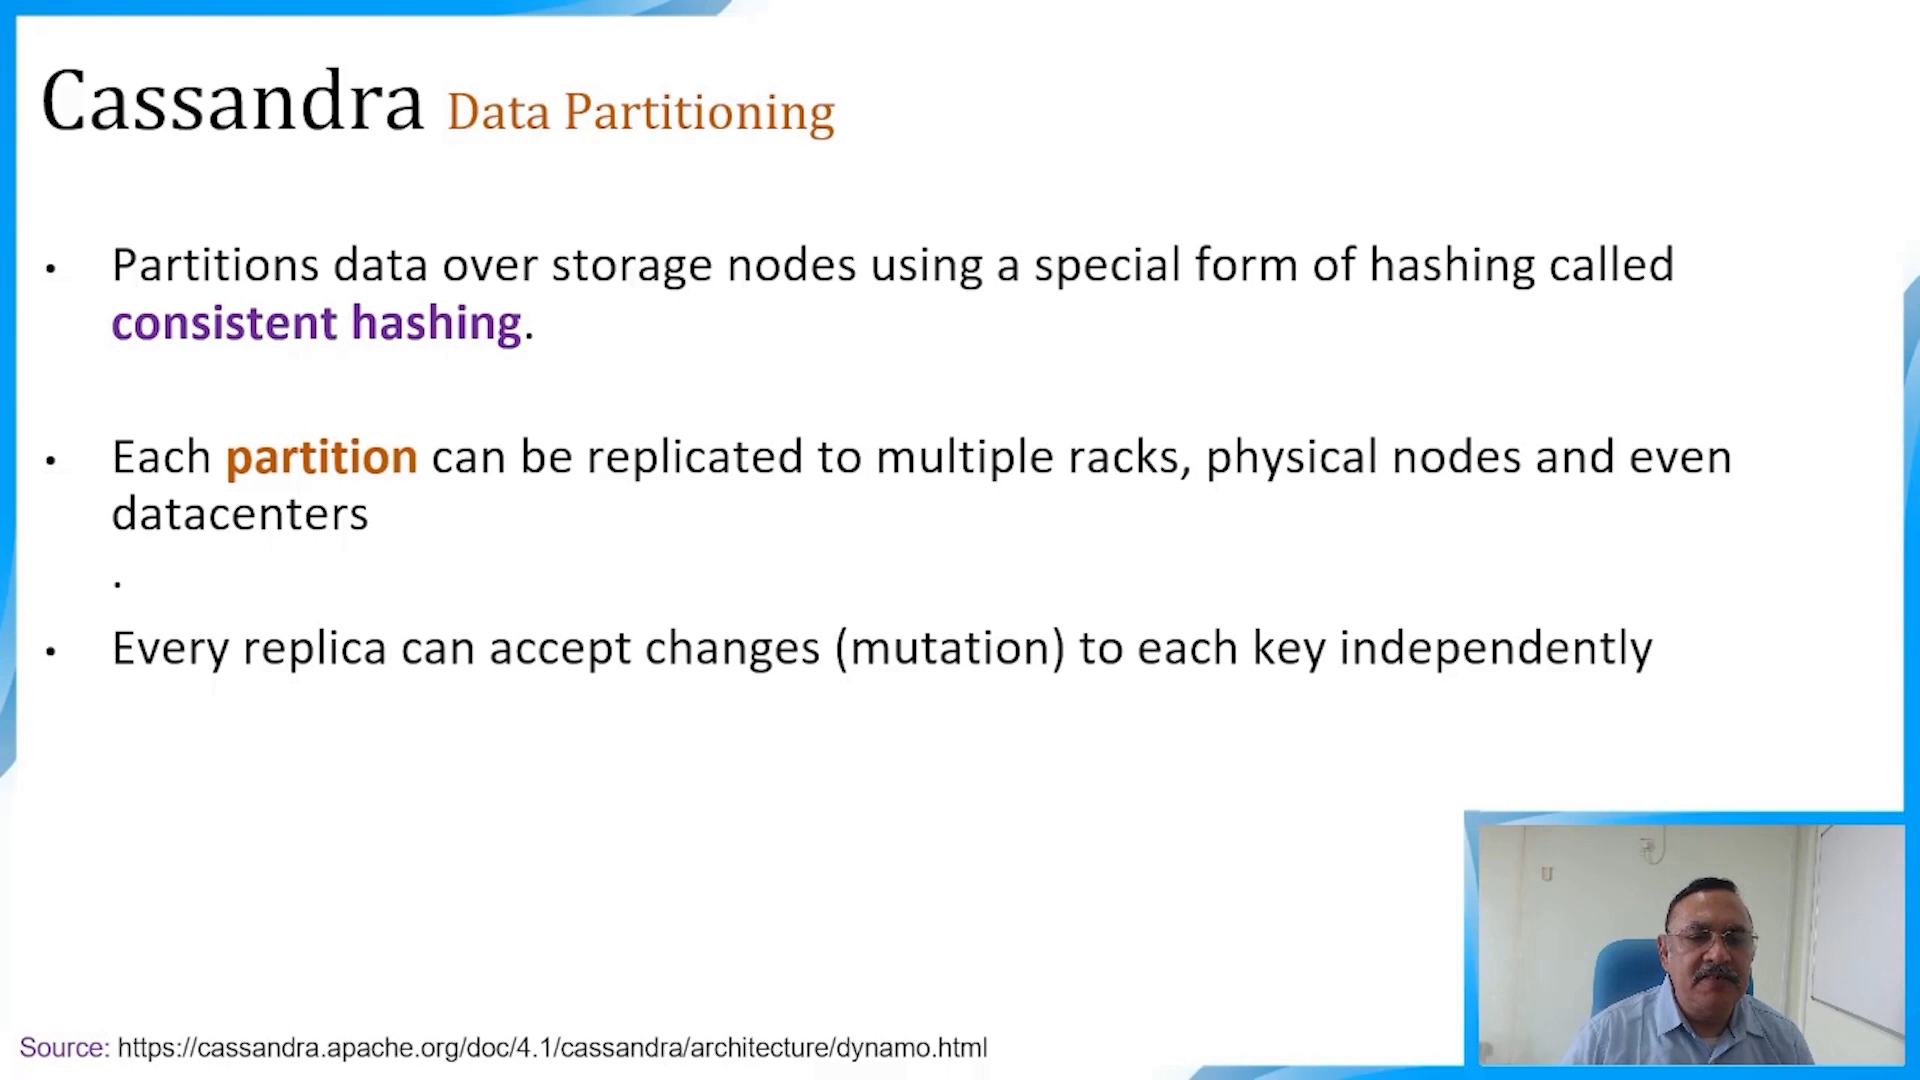 Cassandra Data Partitioning
• Partitions data over storage nodes using a special form of hashing called
consistent hashing.
• Each partition can be replicated to multiple racks, physical nodes and even
datacenters
.
• Every replica can accept changes (mutation) to each key independently
Source: https://cassandra.apache.org/doc/4.1/cassandra/architecture/dynamo.html